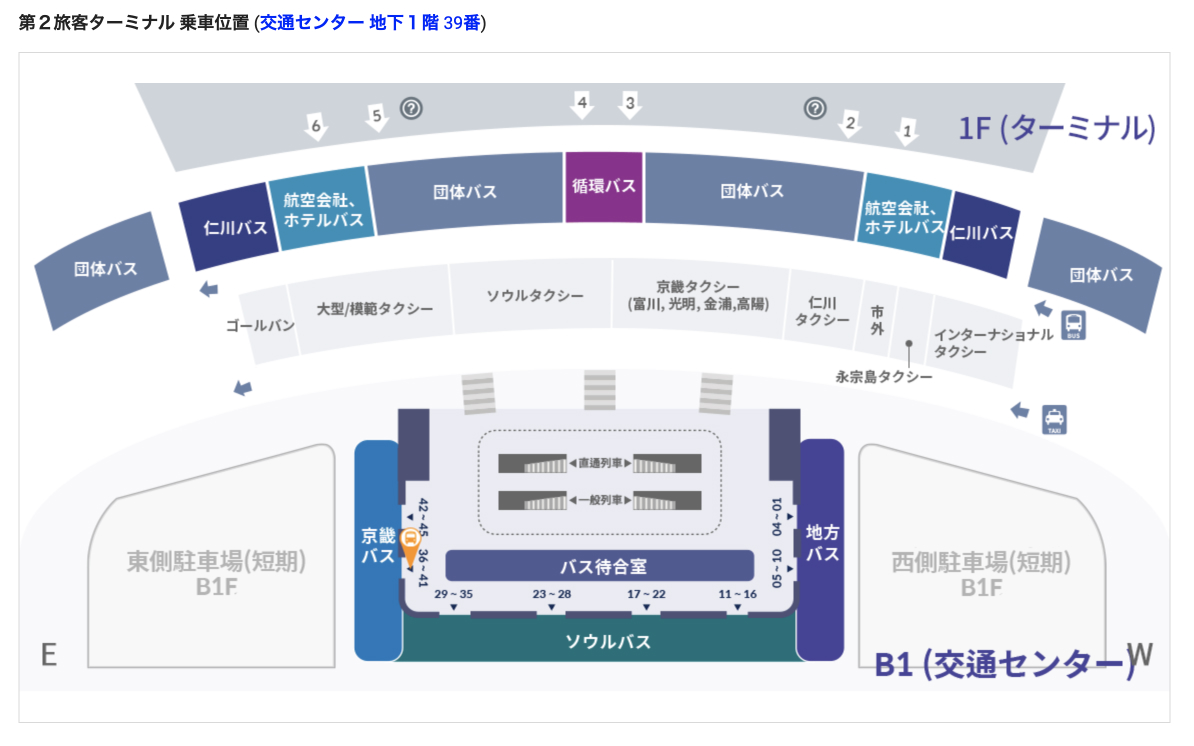 第２旅客ターミナル 乗車位置 (交通センター 地下１階 39番)
1F (ターミナル)
6
5
?
4
3
?
2
1
団体バス
仁川バス
航空会社、
ホテルバス
団体バス
循環バス
団体バス
航空会社、
ホテルバス
仁川バス
団体バス
ゴールバン
大型/模範タクシー
ソウルタクシー
京畿タクシー
(富川, 光明, 金浦,高陽)
仁川
タクシー
市
外
永宗島タクシー
インターナショナル
タクシー
BUS
TAXI
直通列車
一般列車
42 ~ 45
36 ~ 41
04 ~ 01
05 ~ 10
京畿
バス
地方
バス
バス待合室
29 ~ 35
23 ~ 28
17 ~ 22
11 ~ 16
ソウルバス
東側駐車場(短期)
B1F
西側駐車場(短期)
B1F
E
W
B1 (交通センター)